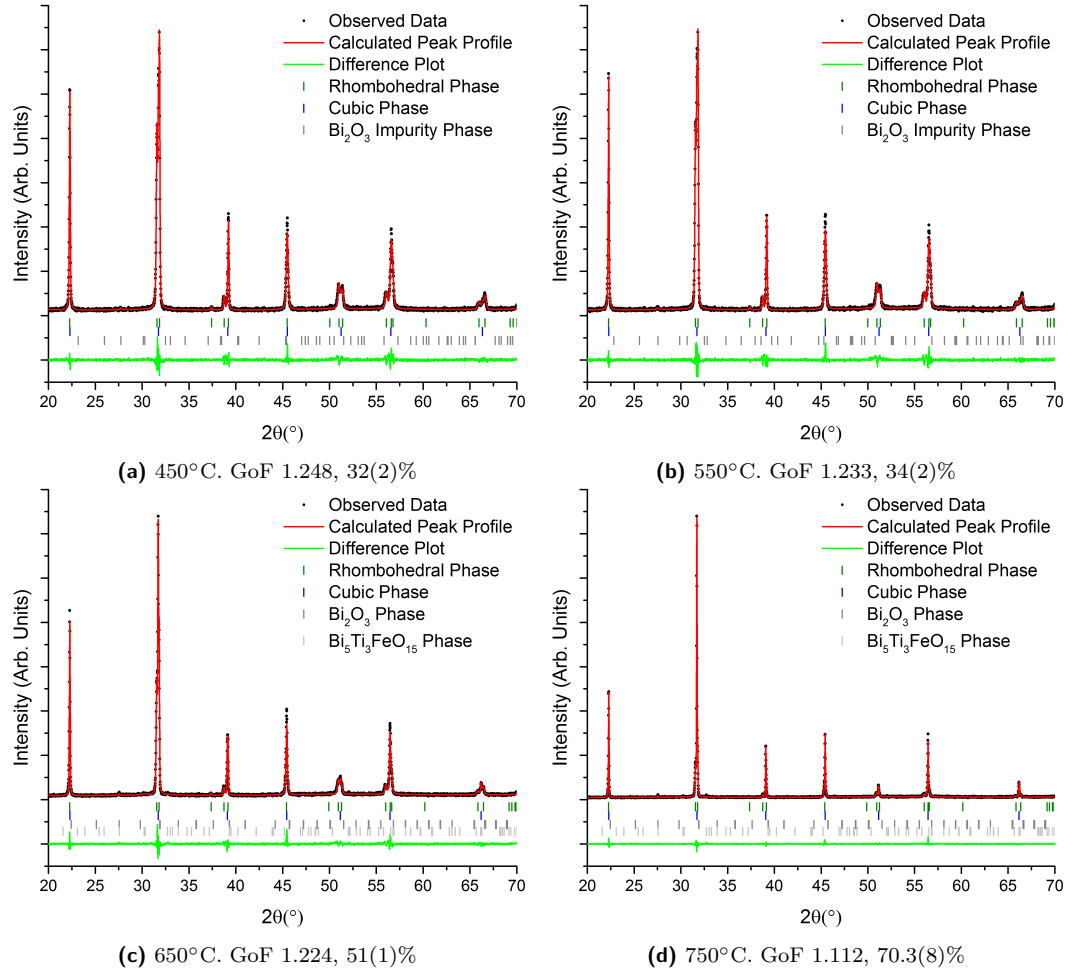 Intensity (Arb. Units)
Observed Data
Calculated Peak Profile
Difference Plot
Rhombohedral Phase
Cubic Phase
Bi₂O₃ Impurity Phase
20 25 30 35 40 45 50 55 60 65 70
2θ(°)
(a) 450°C. GoF 1.248, 32(2)%
Intensity (Arb. Units)
Observed Data
Calculated Peak Profile
Difference Plot
Rhombohedral Phase
Cubic Phase
Bi₂O₃ Impurity Phase
20 25 30 35 40 45 50 55 60 65 70
2θ(°)
(b) 550°C. GoF 1.233, 34(2)%
Intensity (Arb. Units)
Observed Data
Calculated Peak Profile
Difference Plot
Rhombohedral Phase
Cubic Phase
Bi₂O₃ Phase
Bi₅Ti₃FeO₁₅ Phase
20 25 30 35 40 45 50 55 60 65 70
2θ(°)
(c) 650°C. GoF 1.224, 51(1)%
Intensity (Arb. Units)
Observed Data
Calculated Peak Profile
Difference Plot
Rhombohedral Phase
Cubic Phase
Bi₂O₃ Phase
Bi₅Ti₃FeO₁₅ Phase
20 25 30 35 40 45 50 55 60 65 70
2θ(°)
(d) 750°C. GoF 1.112, 70.3(8)%